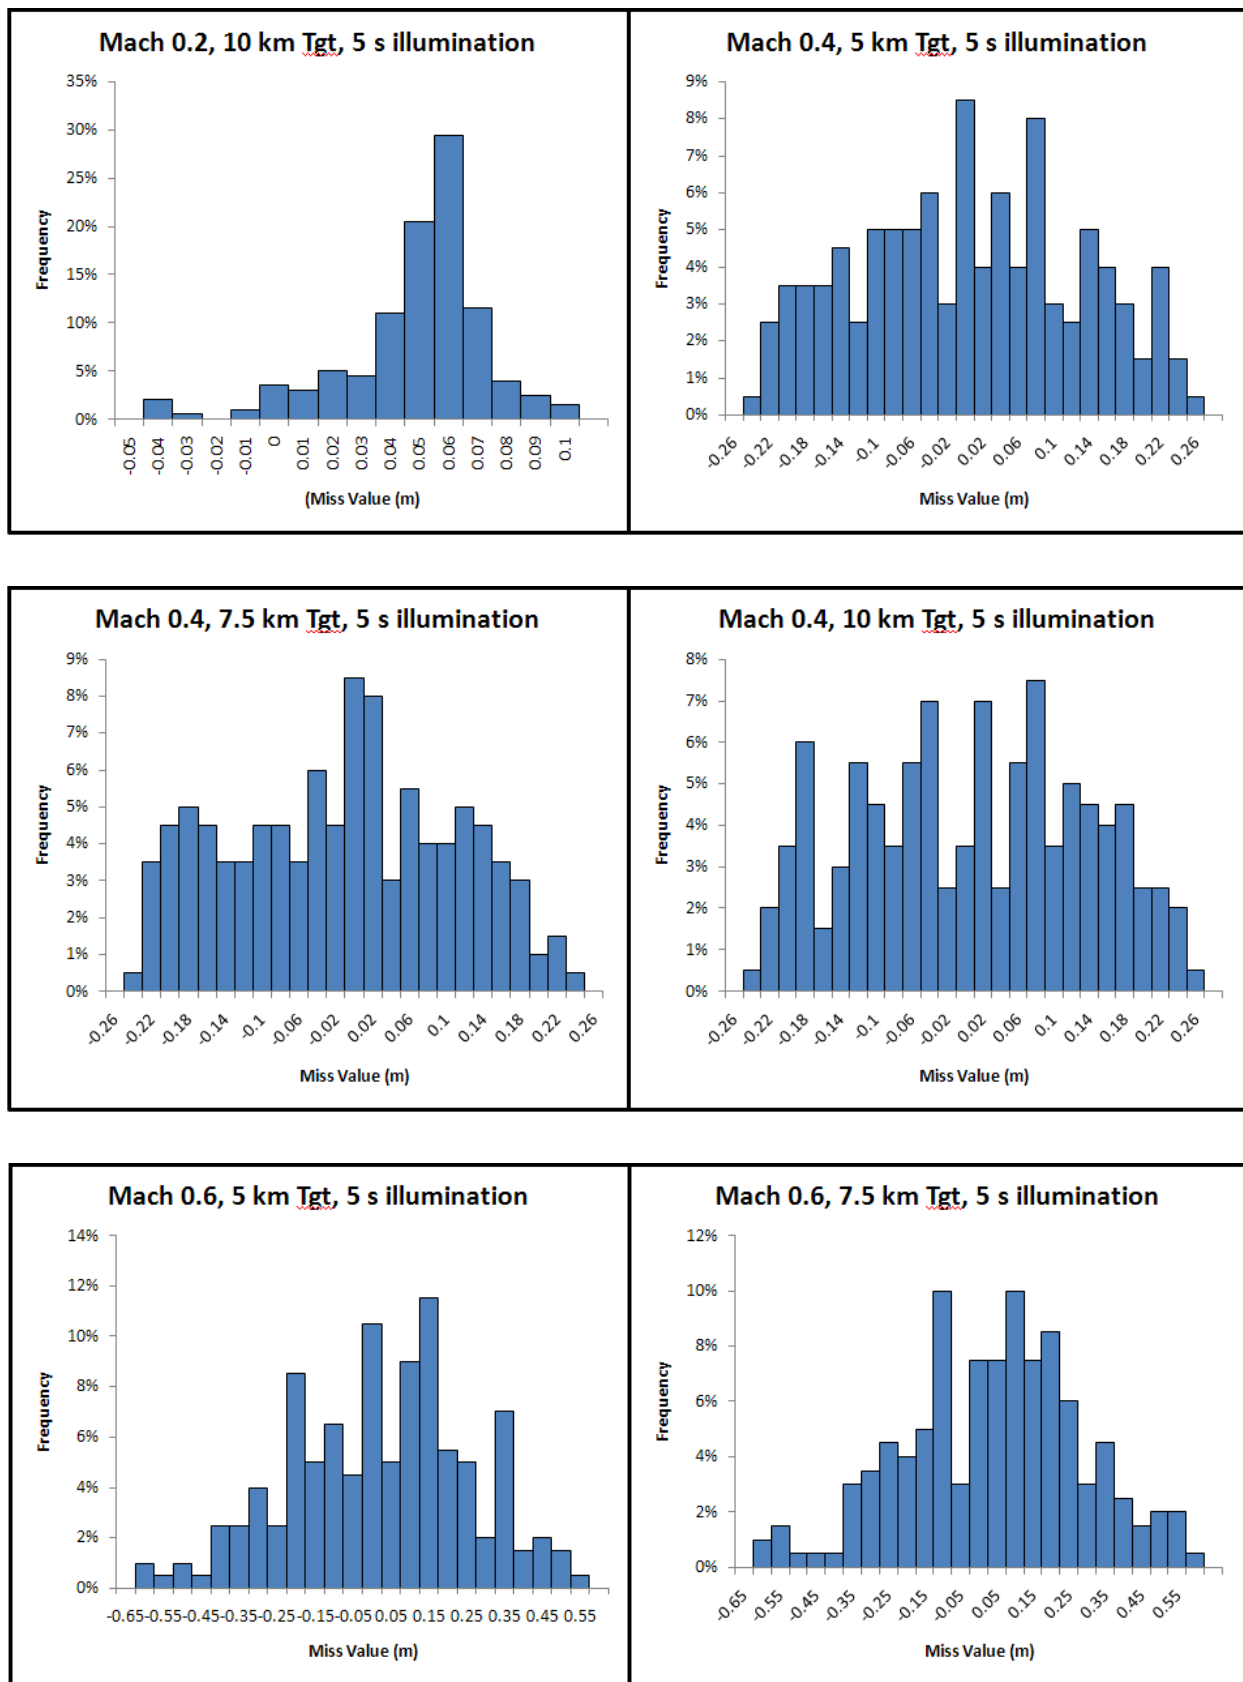 Mach 0.2, 10 km Tgt, 5 s illumination
35%
30%
25%
20%
15%
10%
5%
0%
Frequency
-0.05 -0.04 -0.03 -0.02 -0.01 0 0.01 0.02 0.03 0.04 0.05 0.06 0.07 0.08 0.09 0.1
(Miss Value (m)
Mach 0.4, 5 km Tgt, 5 s illumination
9%
8%
7%
6%
5%
4%
3%
2%
1%
0%
Frequency
-0.26 -0.22 -0.18 -0.14 -0.1 -0.06 -0.02 0.02 0.06 0.1 0.14 0.18 0.22 0.26
Miss Value (m)
Mach 0.4, 7.5 km Tgt, 5 s illumination
9%
8%
7%
6%
5%
4%
3%
2%
1%
0%
Frequency
-0.26 -0.22 -0.18 -0.14 -0.1 -0.06 -0.02 0.02 0.06 0.1 0.14 0.18 0.22 0.26
Miss Value (m)
Mach 0.4, 10 km Tgt, 5 s illumination
8%
7%
6%
5%
4%
3%
2%
1%
0%
Frequency
-0.26 -0.22 -0.18 -0.14 -0.1 -0.06 -0.02 0.02 0.06 0.1 0.14 0.18 0.22 0.26
Miss Value (m)
Mach 0.6, 5 km Tgt, 5 s illumination
14%
12%
10%
8%
6%
4%
2%
0%
Frequency
-0.65 -0.55 -0.45 -0.35 -0.25 -0.15 -0.05 0.05 0.15 0.25 0.35 0.45 0.55
Miss Value (m)
Mach 0.6, 7.5 km Tgt, 5 s illumination
12%
10%
8%
6%
4%
2%
0%
Frequency
-0.65 -0.55 -0.45 -0.35 -0.25 -0.15 -0.05 0.05 0.15 0.25 0.35 0.45 0.55
Miss Value (m)